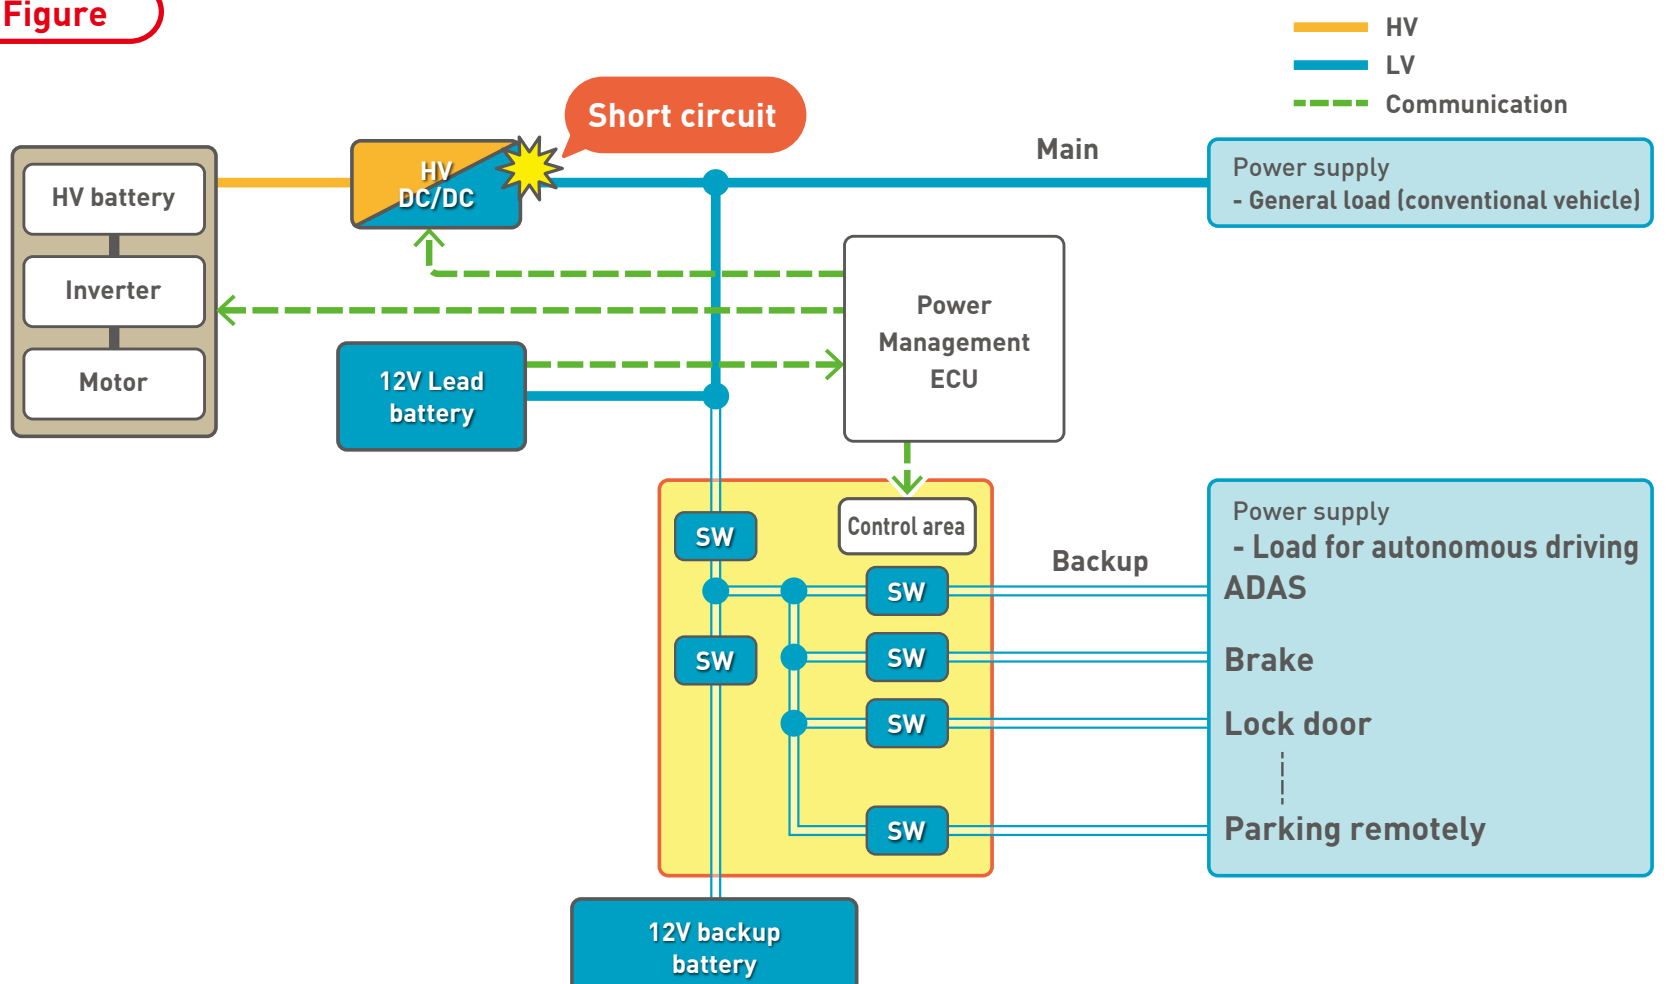 Figure
HV
LV
Communication
Short circuit
Main
HV
DC/DC
HV battery
Inverter
Motor
Power supply
- General load (conventional vehicle)
Power
Management
ECU
12V Lead
battery
Control area
SW
SW
SW
SW
SW
SW
Backup
Power supply
- Load for autonomous driving
ADAS
Brake
Lock door
Parking remotely
12V backup
battery